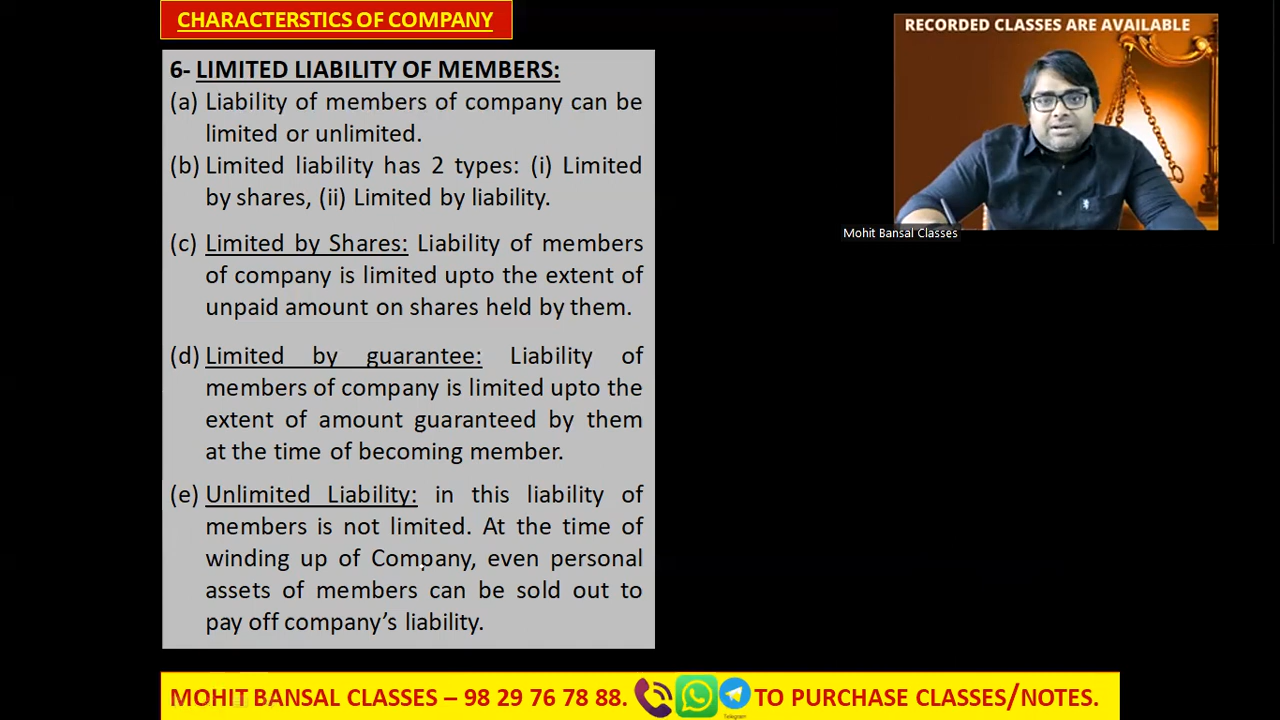 CHARACTERSTICS OF COMPANY
RECORDED CLASSES ARE AVAILABLE
6- LIMITED LIABILITY OF MEMBERS:
(a) Liability of members of company can be
limited or unlimited.
(b) Limited liability has 2 types: (i) Limited
by shares, (ii) Limited by liability.
(c) Limited by Shares: Liability of members
of company is limited upto the extent of
unpaid amount on shares held by them.
(d) Limited by guarantee: Liability of
members of company is limited upto the
extent of amount guaranteed by them
at the time of becoming member.
(e) Unlimited Liability: in this liability of
members is not limited. At the time of
winding up of Company, even personal
assets of members can be sold out to
pay off company’s liability.
Mohit Bansal Classes
MOHIT BANSAL CLASSES – 98 29 76 78 88. TO PURCHASE CLASSES/NOTES.
Telegram